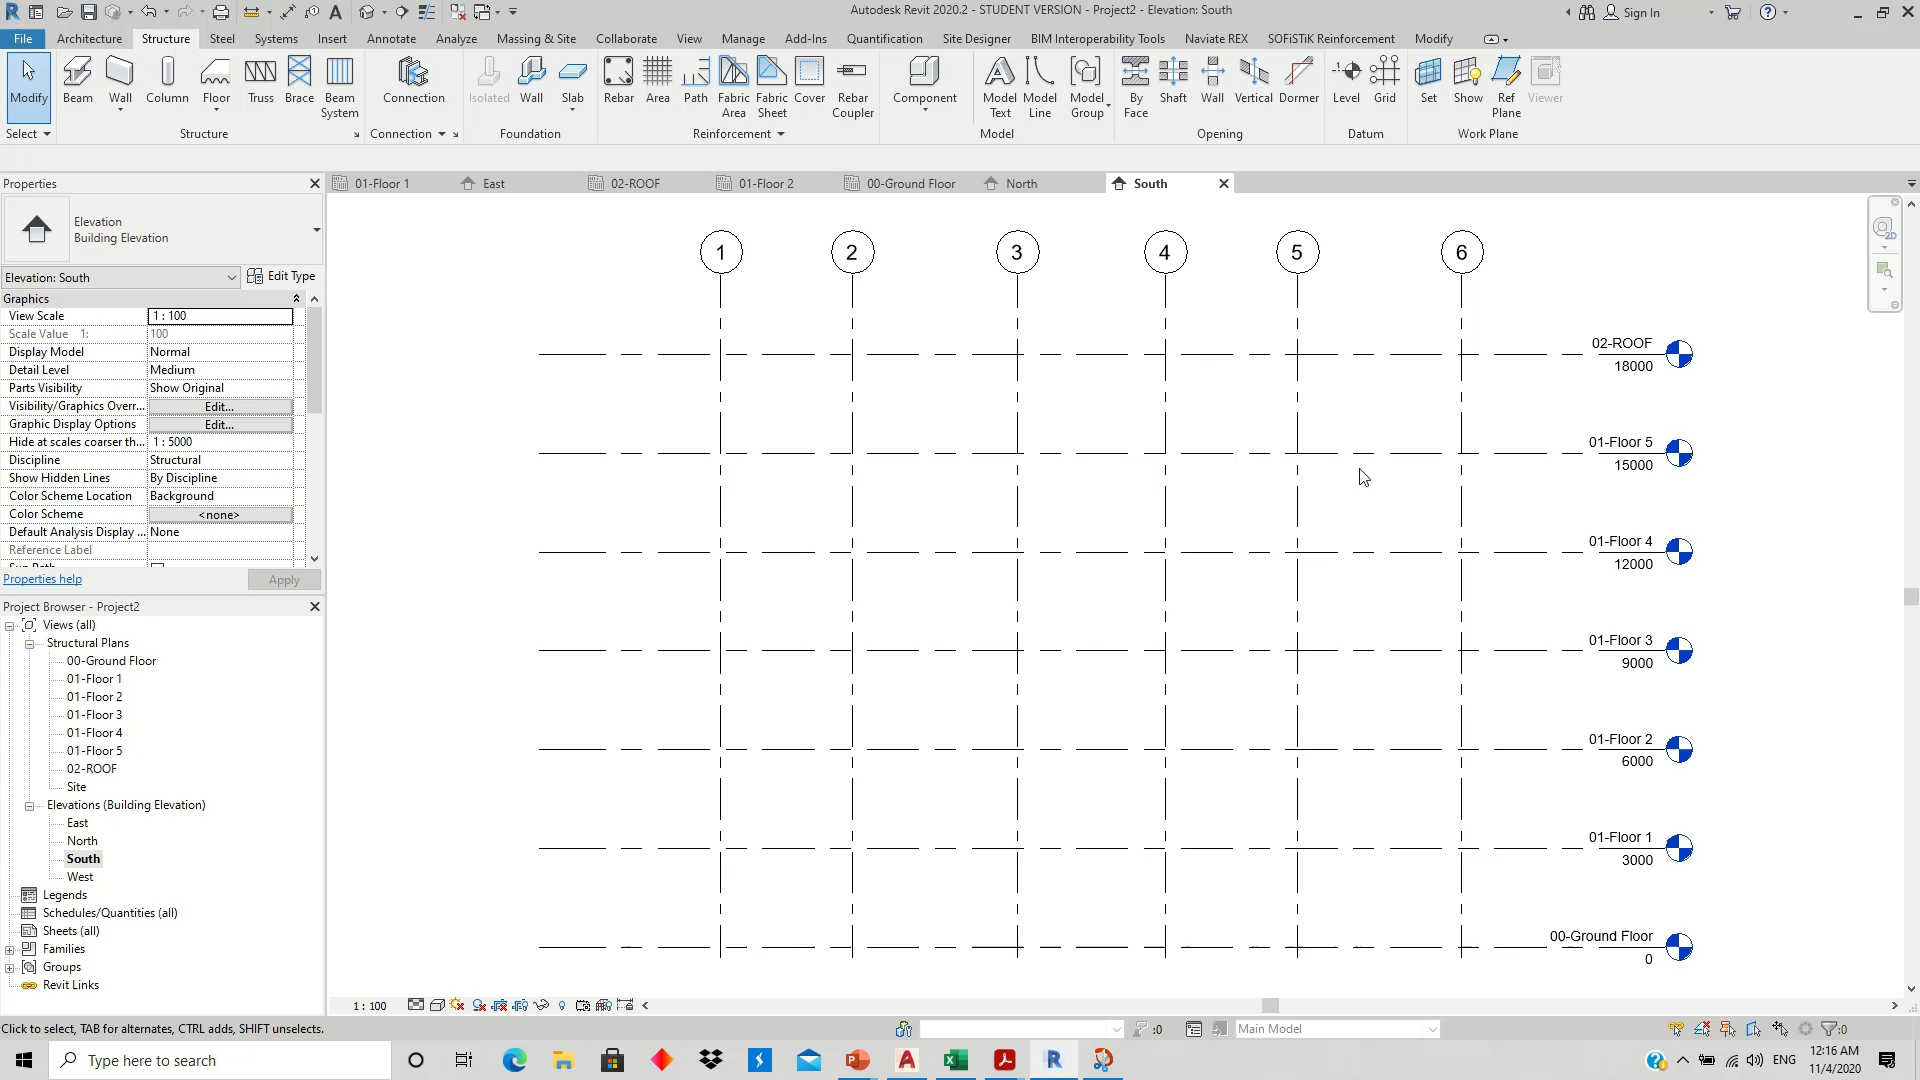 Autodesk Revit 2020.2 - STUDENT VERSION - Project2 - Elevation: South
Sign In
File Architecture Structure Steel Systems Insert Annotate Analyze Massing & Site Collaborate View Manage Add-Ins Quantification Site Designer BIM Interoperability Tools Naviate REX SOFiSTiK Reinforcement Modify
Modify Beam Wall Column Floor Truss Brace Beam System Connection Isolated Wall Slab Rebar Area Path Fabric Area Fabric Sheet Cover Rebar Coupler Component Model Text Model Line Model Group By Face Shaft Wall Vertical Dormer Level Grid Set Show Ref Plane Viewer
Select Structure Connection Foundation Reinforcement Model Opening Datum Work Plane
Properties
01-Floor 1 East 02-ROOF 01-Floor 2 00-Ground Floor North South
Elevation
Building Elevation
Elevation: South Edit Type
Graphics
View Scale 1 : 100
Scale Value 1: 100
Display Model Normal
Detail Level Medium
Parts Visibility Show Original
Visibility/Graphics Overr... Edit...
Graphic Display Options Edit...
Hide at scales coarser th... 1 : 5000
Discipline Structural
Show Hidden Lines By Discipline
Color Scheme Location Background
Color Scheme <none>
Default Analysis Display ... None
Reference Label
Properties help Apply
Project Browser - Project2
Views (all)
Structural Plans
00-Ground Floor
01-Floor 1
01-Floor 2
01-Floor 3
01-Floor 4
01-Floor 5
02-ROOF
Site
Elevations (Building Elevation)
East
North
South
West
Legends
Schedules/Quantities (all)
Sheets (all)
Families
Groups
Revit Links
1 2 3 4 5 6
02-ROOF
18000
01-Floor 5
15000
01-Floor 4
12000
01-Floor 3
9000
01-Floor 2
6000
01-Floor 1
3000
00-Ground Floor
0
1 : 100
Click to select, TAB for alternates, CTRL adds, SHIFT unselects.
:0
Main Model
:0
Type here to search
ENG
12:16 AM
11/4/2020